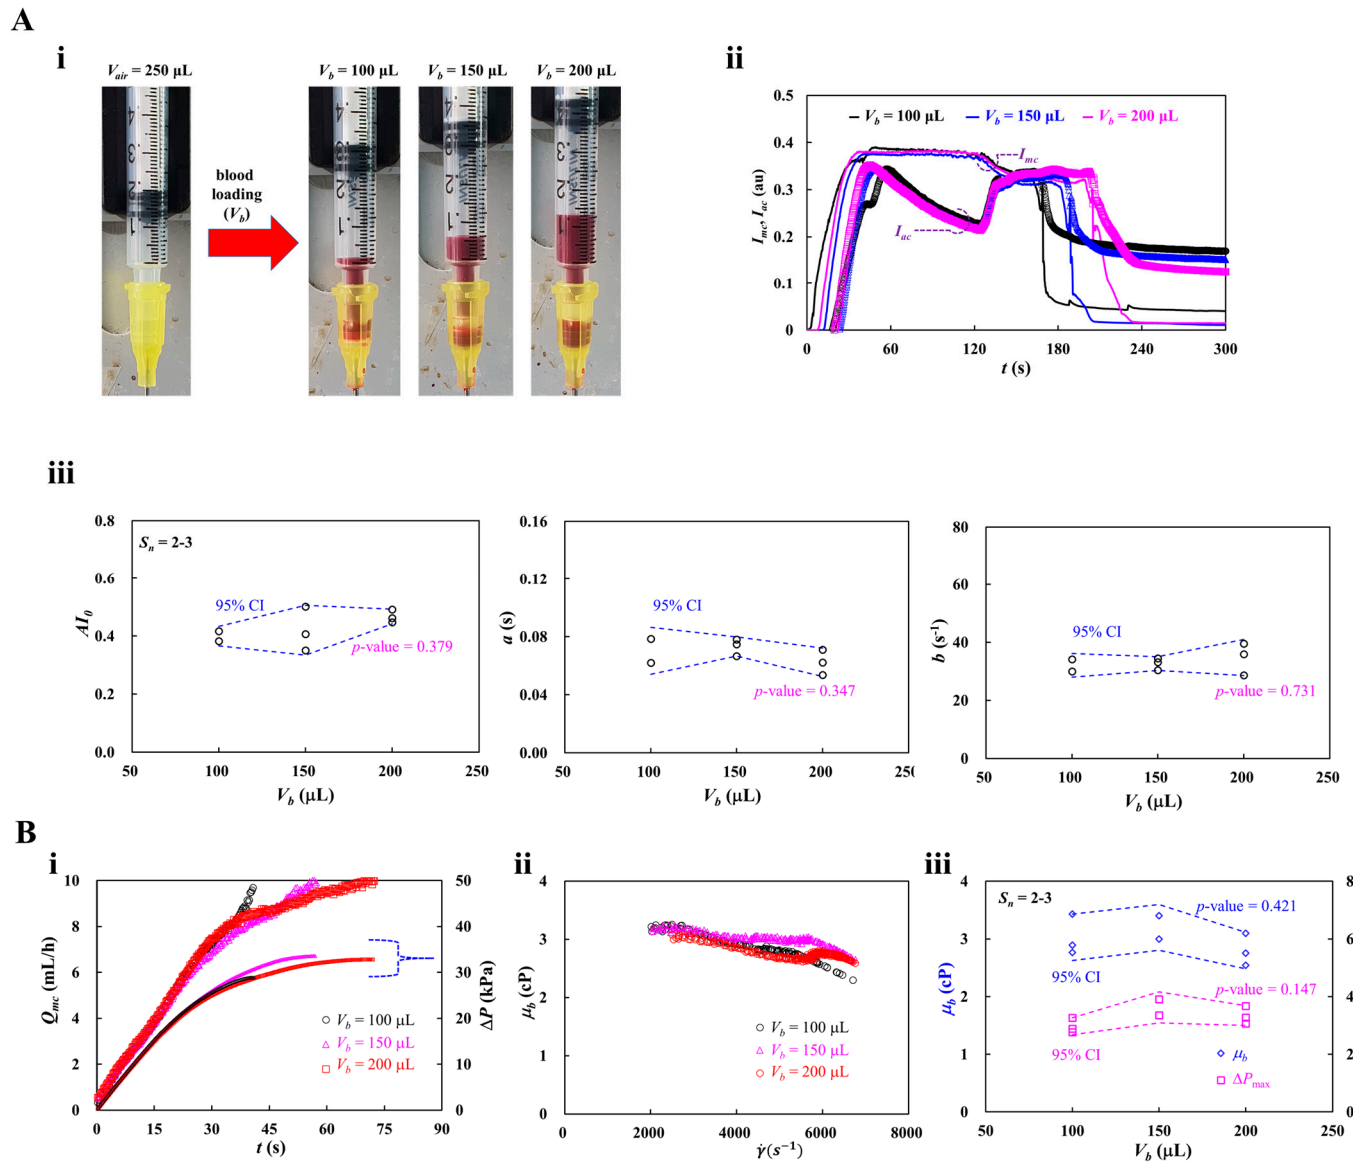 A
i
V_air = 250 µL
V_b = 100 µL
V_b = 150 µL
V_b = 200 µL
blood
loading
(V_b)
ii
V_b = 100 µL
V_b = 150 µL
V_b = 200 µL
I_mc, I_ac (au)
0.4
0.3
0.2
0.1
0
I_mc
I_ac
0 60 120 180 240 300
t (s)
iii
AI_0
0.8
0.6
0.4
0.2
0.0
S_n = 2-3
95% CI
p-value = 0.379
50 100 150 200 250
V_b (µL)
a (s)
0.16
0.12
0.08
0.04
0.00
95% CI
p-value = 0.347
50 100 150 200 250
V_b (µL)
b (s⁻¹)
80
60
40
20
0
95% CI
p-value = 0.731
50 100 150 200 250
V_b (µL)
B
i
Q_mc (mL/h)
10
8
6
4
2
0
50
40
30
20
10
0
ΔP (kPa)
V_b = 100 µL
V_b = 150 µL
V_b = 200 µL
0 15 30 45 60 75 90
t (s)
ii
µ_b (cP)
4
3
2
1
0
V_b = 100 µL
V_b = 150 µL
V_b = 200 µL
0 2000 4000 6000 8000
γ̇(s⁻¹)
iii
µ_b (cP)
4
3
2
1
0
S_n = 2-3
p-value = 0.421
95% CI
p-value = 0.147
95% CI
µ_b
ΔP_max
8
6
4
2
0
50 100 150 200 250
V_b (µL)